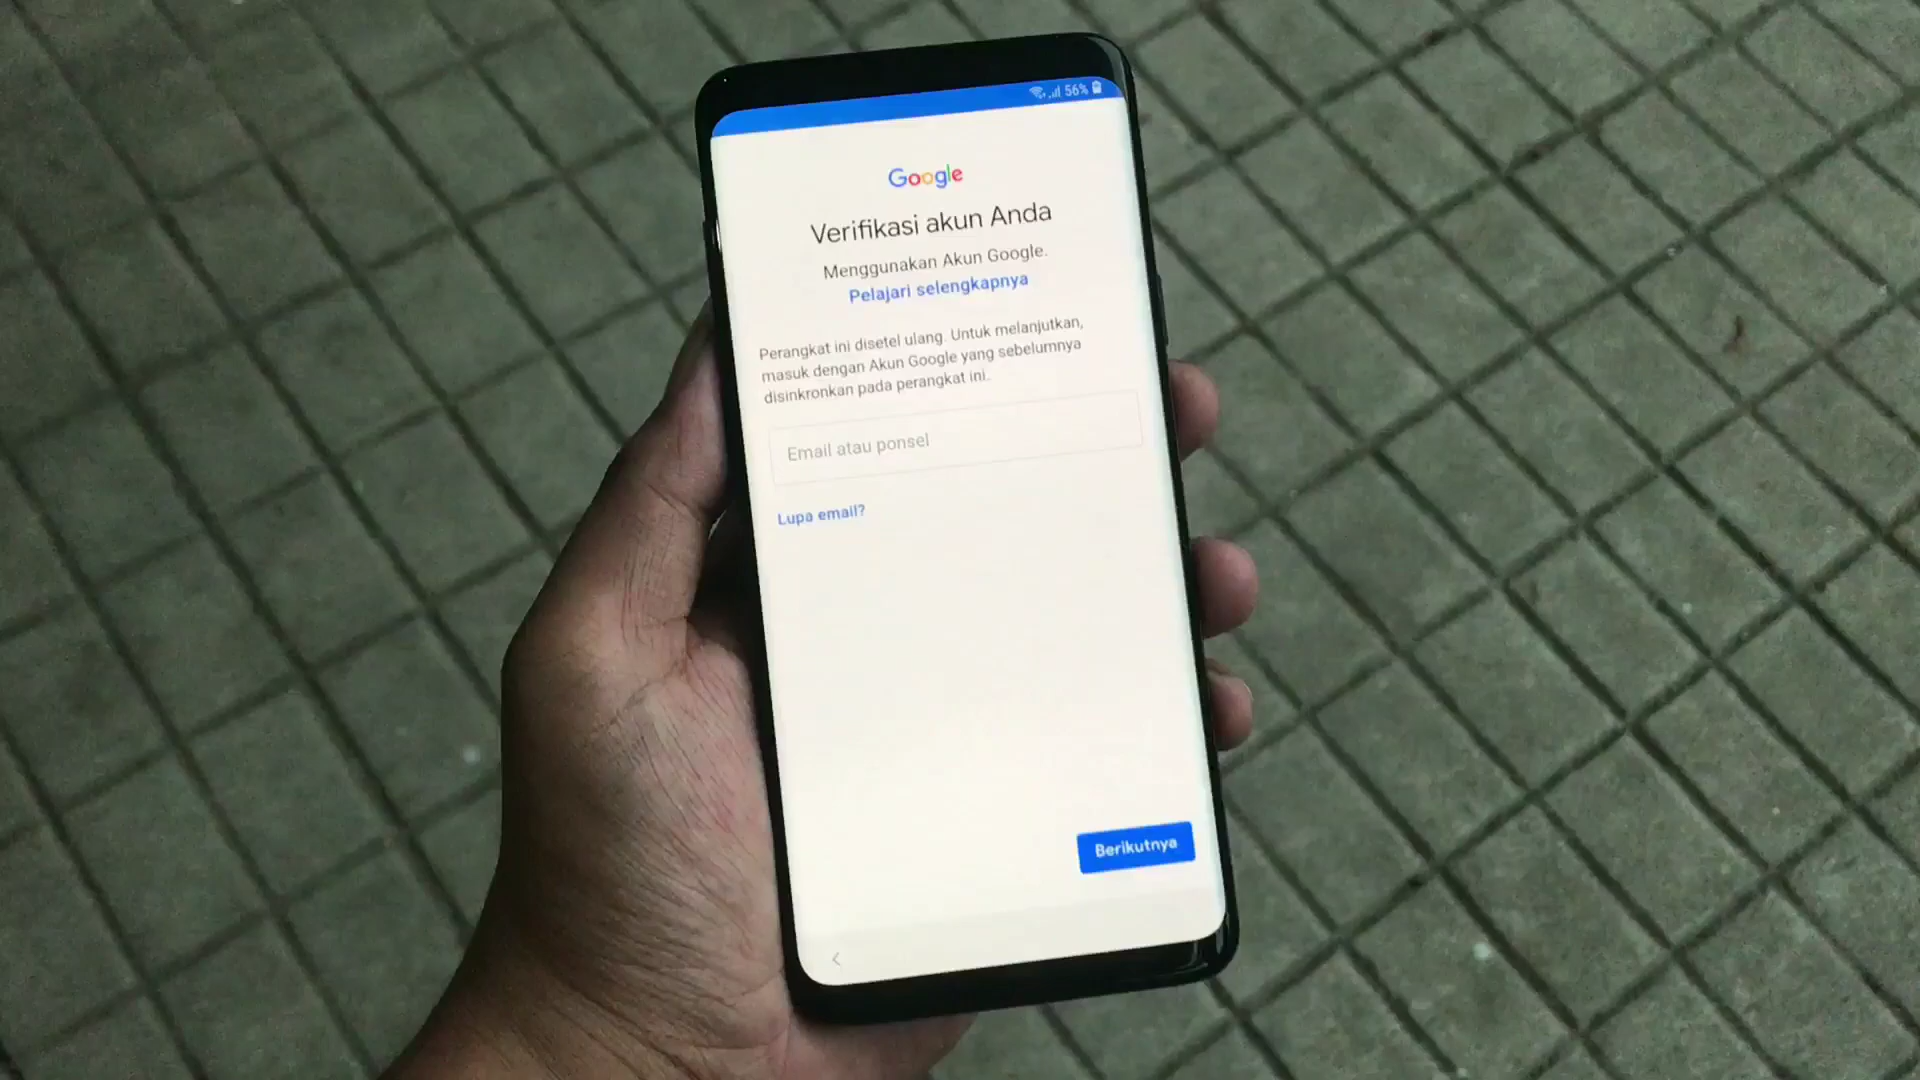 56%
Google
Verifikasi akun Anda
Menggunakan Akun Google.
Pelajari selengkapnya
Perangkat ini disetel ulang. Untuk melanjutkan,
masuk dengan Akun Google yang sebelumnya
disinkronkan pada perangkat ini.
Email atau ponsel
Lupa email?
Berikutnya